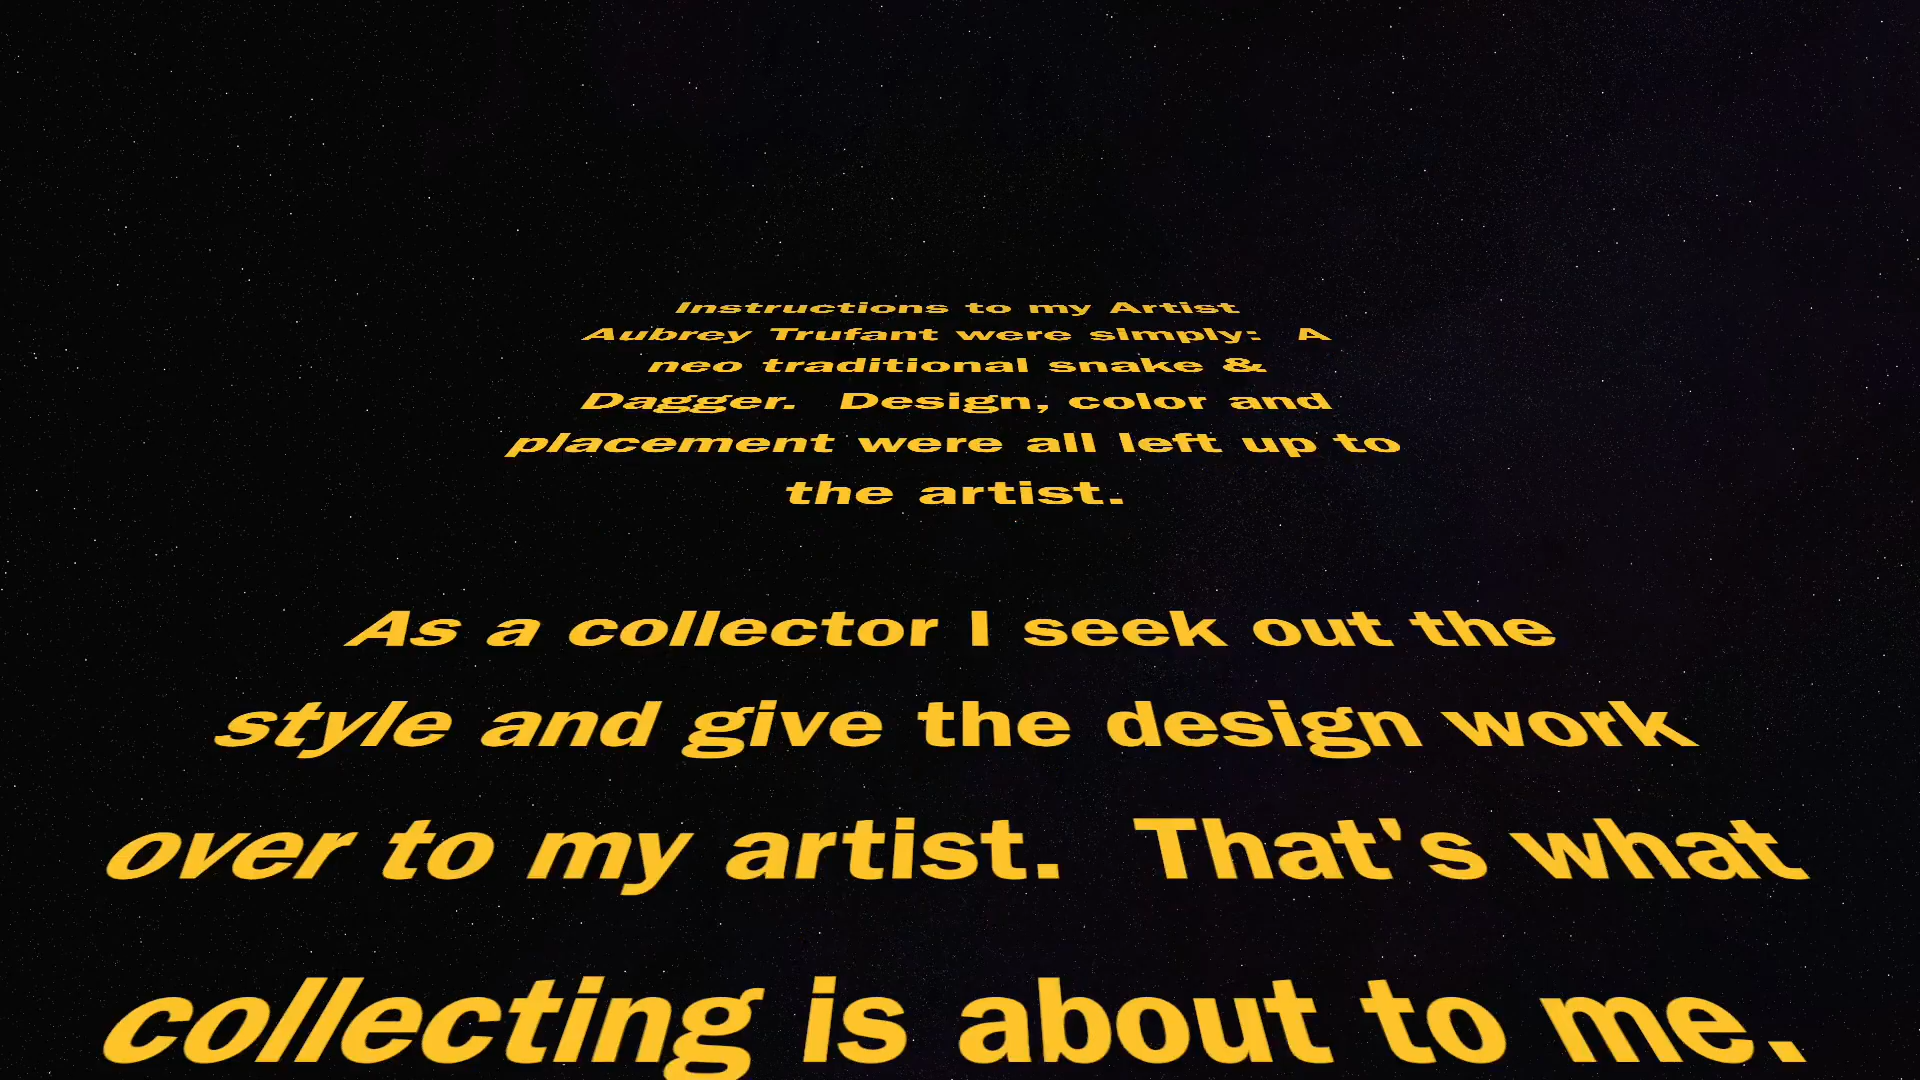 Instructions to my Artist
Aubrey Trufant were simply:  A
neo traditional snake &
Dagger.  Design, color and
placement were all left up to
the artist.
As a collector I seek out the
style and give the design work
over to my artist.  That's what
collecting is about to me.